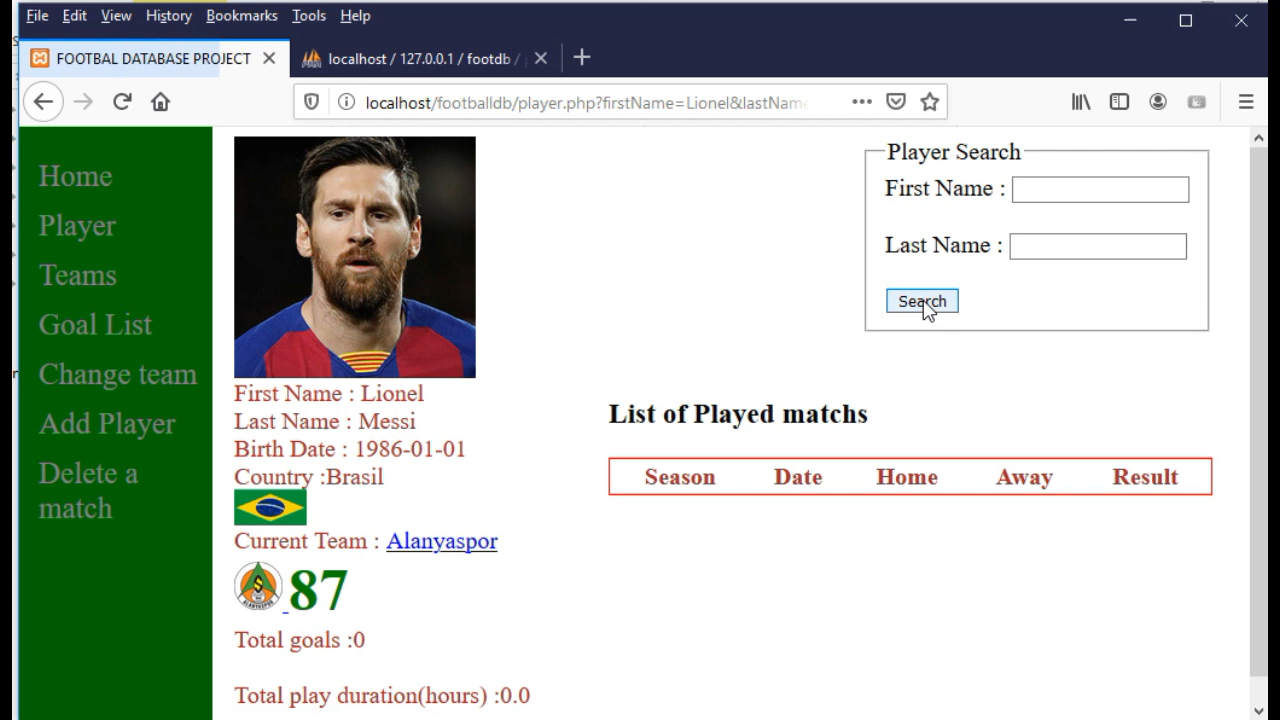 File Edit View History Bookmarks Tools Help
FOOTBAL DATABASE PROJECT
localhost / 127.0.0.1 / footdb /
localhost/footballdb/player.php?firstName=Lionel&lastName
Home
Player
Teams
Goal List
Change team
Add Player
Delete a
match
Player Search
First Name :
Last Name :
Search
First Name : Lionel
Last Name : Messi
Birth Date : 1986-01-01
Country :Brasil
Current Team : Alanyaspor
ALANYASPOR
87
Total goals :0
Total play duration(hours) :0.0
List of Played matchs
Season Date Home Away Result